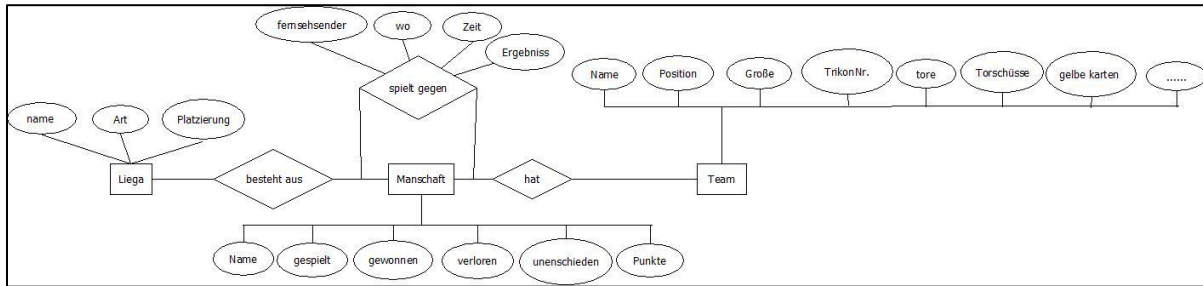 fernsehsender
wo
Zeit
Ergebniss
spielt gegen
Name
Position
Große
TrikonNr.
tore
Torschüsse
gelbe karten
......
name
Art
Platzierung
Liega
besteht aus
Manschaft
hat
Team
Name
gespielt
gewonnen
verloren
unenschieden
Punkte